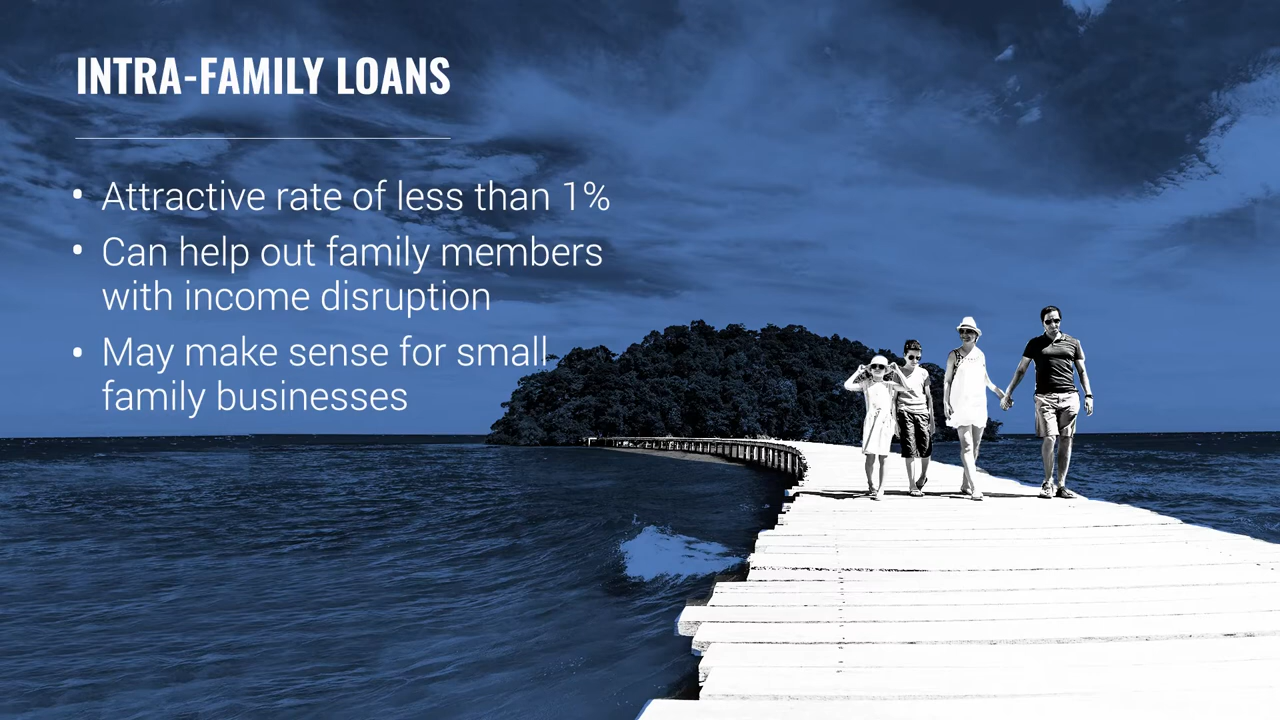 INTRA-FAMILY LOANS
• Attractive rate of less than 1%
• Can help out family members
with income disruption
• May make sense for small
family businesses